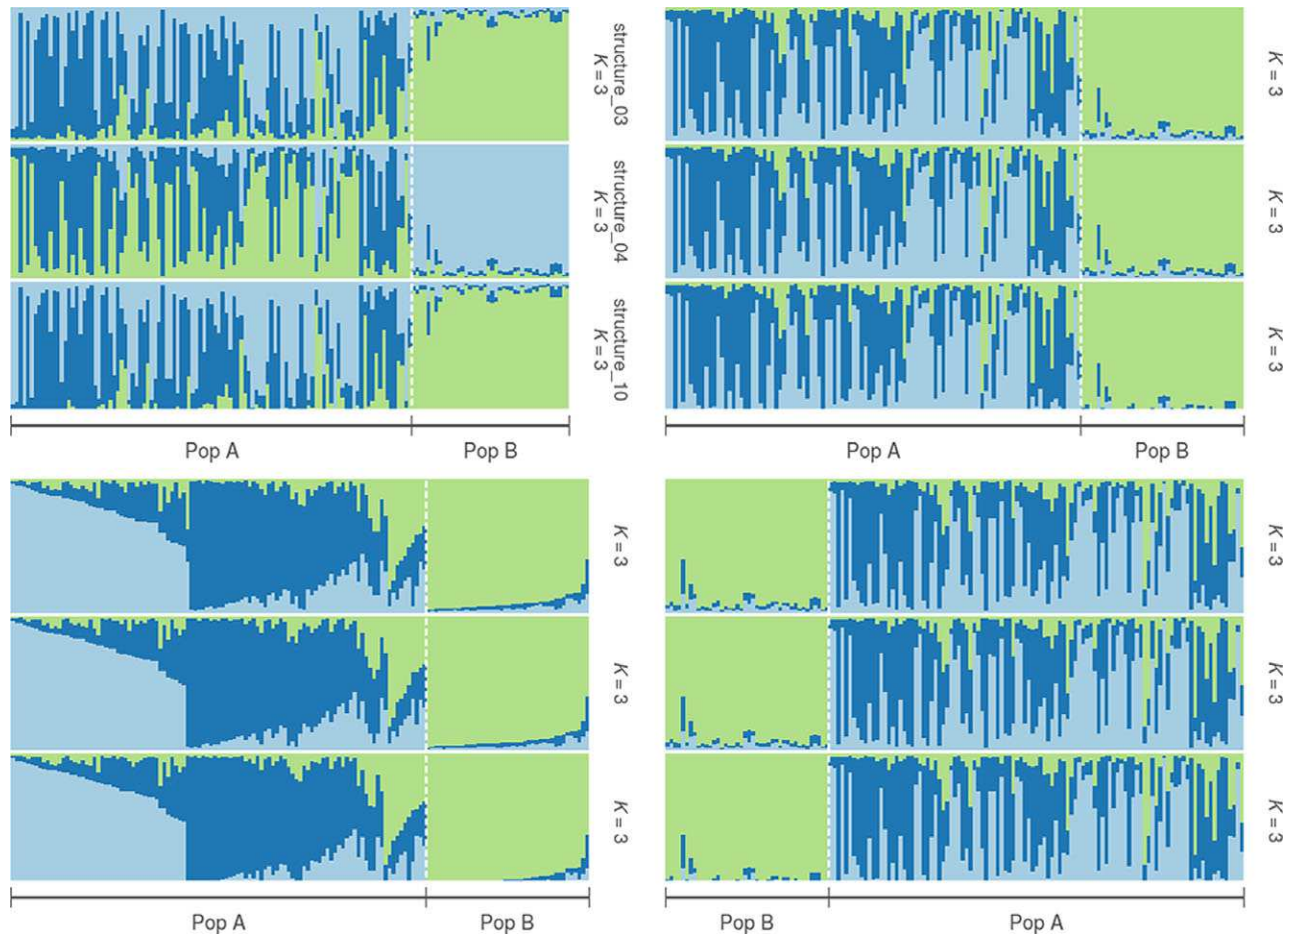 structure_03
K = 3
structure_04
K = 3
structure_10
K = 3
Pop A
Pop B
K = 3
K = 3
K = 3
Pop A
Pop B
K = 3
K = 3
K = 3
Pop A
Pop B
K = 3
K = 3
K = 3
Pop B
Pop A